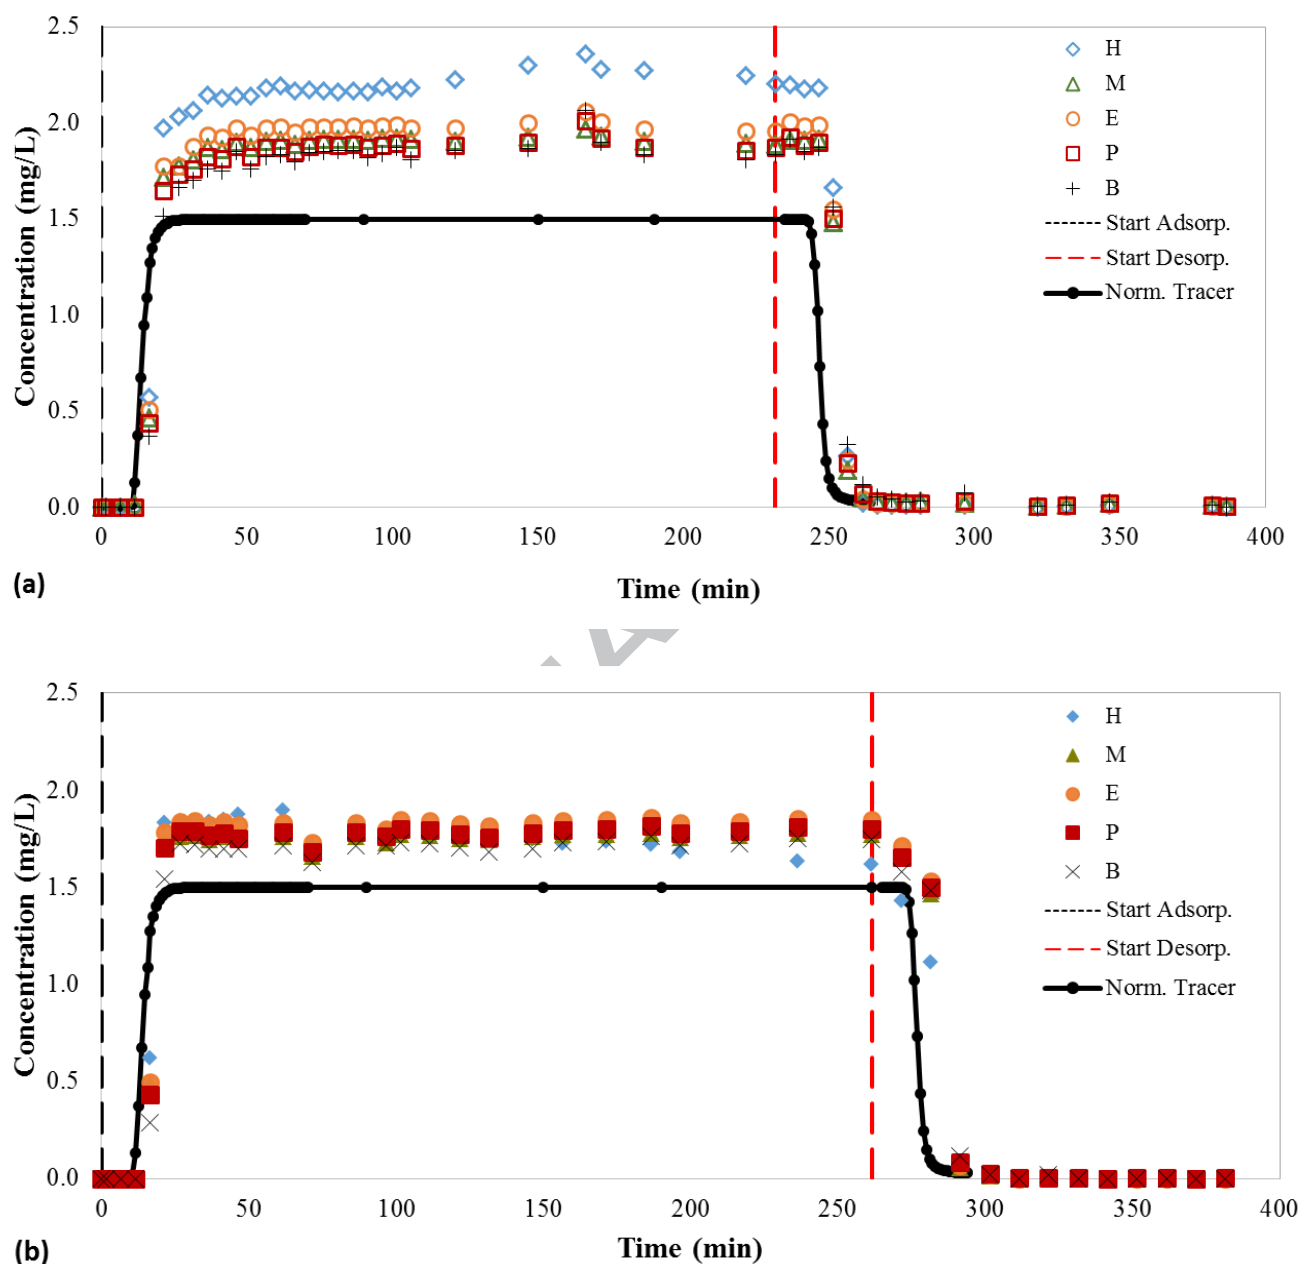 2.5
2.0
1.5
1.0
0.5
0.0
Concentration (mg/L)
H
M
E
P
B
Start Adsorp.
Start Desorp.
Norm. Tracer
0 50 100 150 200 250 300 350 400
Time (min)
(a)
2.5
2.0
1.5
1.0
0.5
0.0
Concentration (mg/L)
H
M
E
P
B
Start Adsorp.
Start Desorp.
Norm. Tracer
0 50 100 150 200 250 300 350 400
Time (min)
(b)